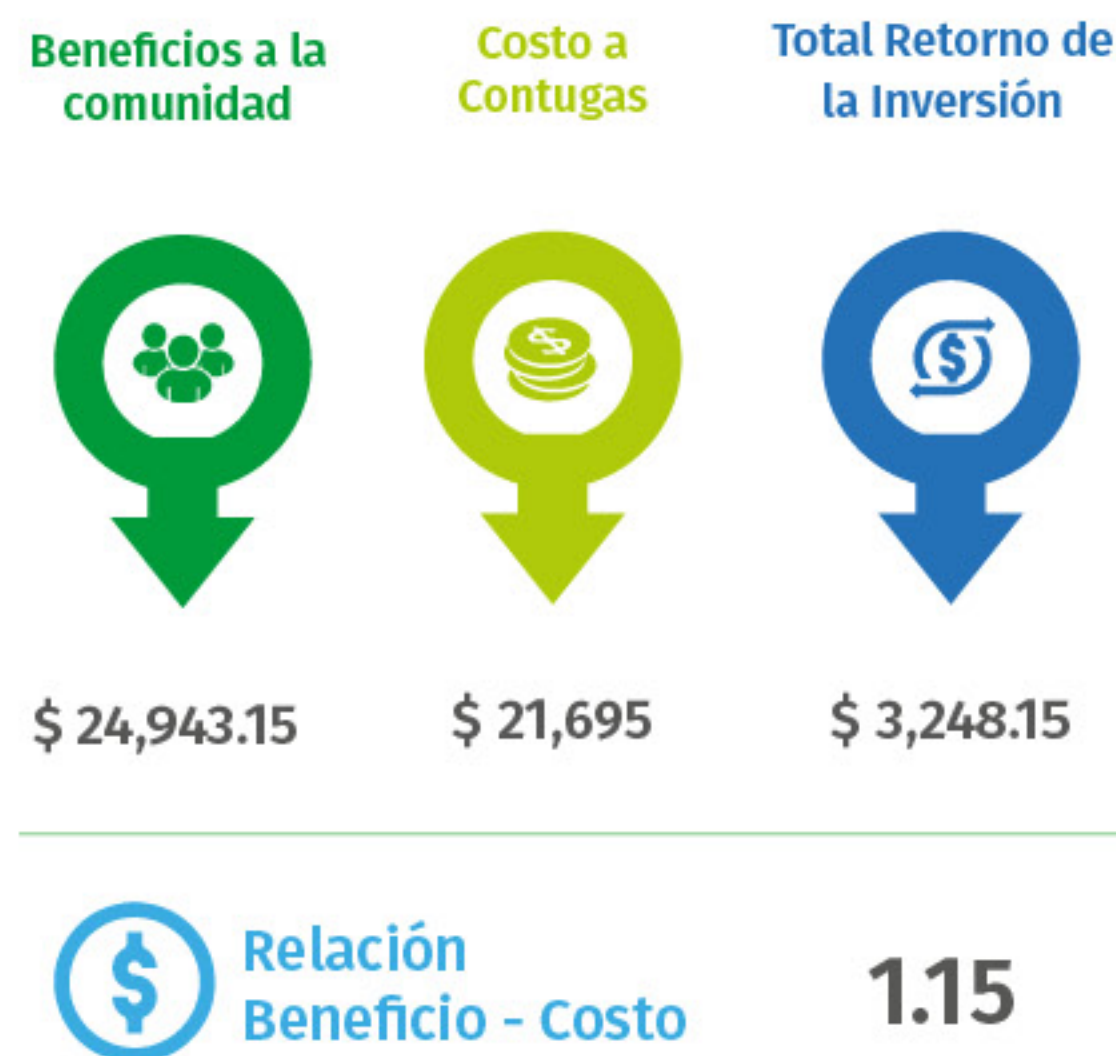 Beneficios a la
comunidad
Costo a
Contugas
Total Retorno de
la Inversión
$ 24,943.15
$ 21,695
$ 3,248.15
Relación
Beneficio - Costo
1.15